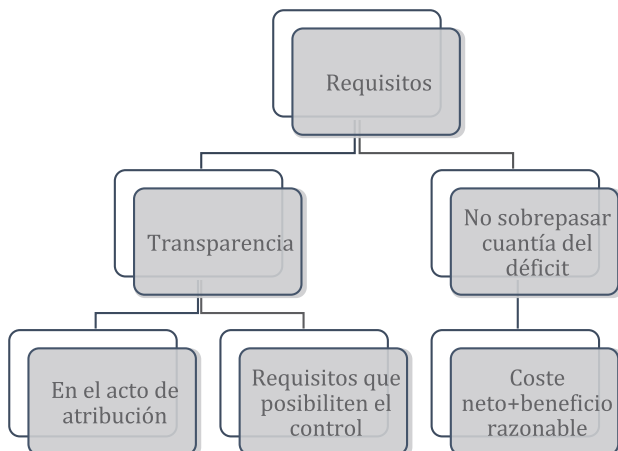 Requisitos
Transparencia
No sobrepasar
cuantía del
déficit
En el acto de
atribución
Requisitos que
posibiliten el
control
Coste
neto+beneficio
razonable